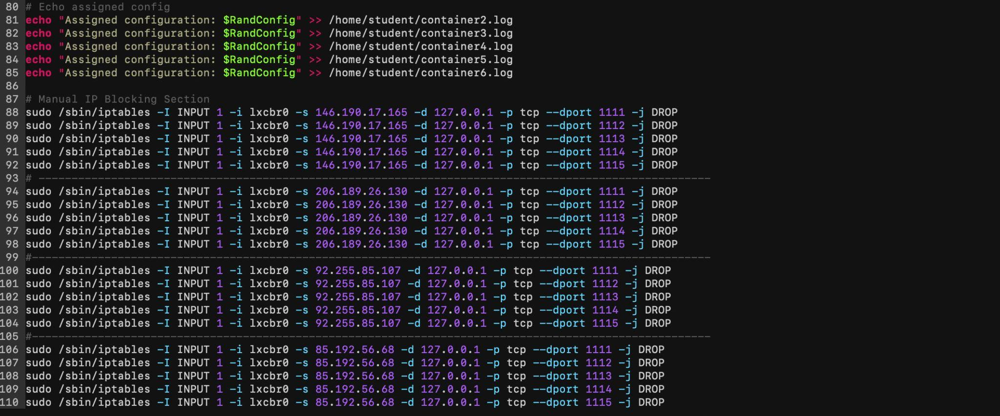 80 # Echo assigned config
81 echo "Assigned configuration: $RandConfig" >> /home/student/container2.log
82 echo "Assigned configuration: $RandConfig" >> /home/student/container3.log
83 echo "Assigned configuration: $RandConfig" >> /home/student/container4.log
84 echo "Assigned configuration: $RandConfig" >> /home/student/container5.log
85 echo "Assigned configuration: $RandConfig" >> /home/student/container6.log
86
87 # Manual IP Blocking Section
88 sudo /sbin/iptables -I INPUT 1 -i lxcbr0 -s 146.190.17.165 -d 127.0.0.1 -p tcp --dport 1111 -j DROP
89 sudo /sbin/iptables -I INPUT 1 -i lxcbr0 -s 146.190.17.165 -d 127.0.0.1 -p tcp --dport 1112 -j DROP
90 sudo /sbin/iptables -I INPUT 1 -i lxcbr0 -s 146.190.17.165 -d 127.0.0.1 -p tcp --dport 1113 -j DROP
91 sudo /sbin/iptables -I INPUT 1 -i lxcbr0 -s 146.190.17.165 -d 127.0.0.1 -p tcp --dport 1114 -j DROP
92 sudo /sbin/iptables -I INPUT 1 -i lxcbr0 -s 146.190.17.165 -d 127.0.0.1 -p tcp --dport 1115 -j DROP
93 # ------------------------------------------------------------------------------------------------------
94 sudo /sbin/iptables -I INPUT 1 -i lxcbr0 -s 206.189.26.130 -d 127.0.0.1 -p tcp --dport 1111 -j DROP
95 sudo /sbin/iptables -I INPUT 1 -i lxcbr0 -s 206.189.26.130 -d 127.0.0.1 -p tcp --dport 1112 -j DROP
96 sudo /sbin/iptables -I INPUT 1 -i lxcbr0 -s 206.189.26.130 -d 127.0.0.1 -p tcp --dport 1113 -j DROP
97 sudo /sbin/iptables -I INPUT 1 -i lxcbr0 -s 206.189.26.130 -d 127.0.0.1 -p tcp --dport 1114 -j DROP
98 sudo /sbin/iptables -I INPUT 1 -i lxcbr0 -s 206.189.26.130 -d 127.0.0.1 -p tcp --dport 1115 -j DROP
99 #-------------------------------------------------------------------------------------------------------
100 sudo /sbin/iptables -I INPUT 1 -i lxcbr0 -s 92.255.85.107 -d 127.0.0.1 -p tcp --dport 1111 -j DROP
101 sudo /sbin/iptables -I INPUT 1 -i lxcbr0 -s 92.255.85.107 -d 127.0.0.1 -p tcp --dport 1112 -j DROP
102 sudo /sbin/iptables -I INPUT 1 -i lxcbr0 -s 92.255.85.107 -d 127.0.0.1 -p tcp --dport 1113 -j DROP
103 sudo /sbin/iptables -I INPUT 1 -i lxcbr0 -s 92.255.85.107 -d 127.0.0.1 -p tcp --dport 1114 -j DROP
104 sudo /sbin/iptables -I INPUT 1 -i lxcbr0 -s 92.255.85.107 -d 127.0.0.1 -p tcp --dport 1115 -j DROP
105 #-------------------------------------------------------------------------------------------------------
106 sudo /sbin/iptables -I INPUT 1 -i lxcbr0 -s 85.192.56.68 -d 127.0.0.1 -p tcp --dport 1111 -j DROP
107 sudo /sbin/iptables -I INPUT 1 -i lxcbr0 -s 85.192.56.68 -d 127.0.0.1 -p tcp --dport 1112 -j DROP
108 sudo /sbin/iptables -I INPUT 1 -i lxcbr0 -s 85.192.56.68 -d 127.0.0.1 -p tcp --dport 1113 -j DROP
109 sudo /sbin/iptables -I INPUT 1 -i lxcbr0 -s 85.192.56.68 -d 127.0.0.1 -p tcp --dport 1114 -j DROP
110 sudo /sbin/iptables -I INPUT 1 -i lxcbr0 -s 85.192.56.68 -d 127.0.0.1 -p tcp --dport 1115 -j DROP